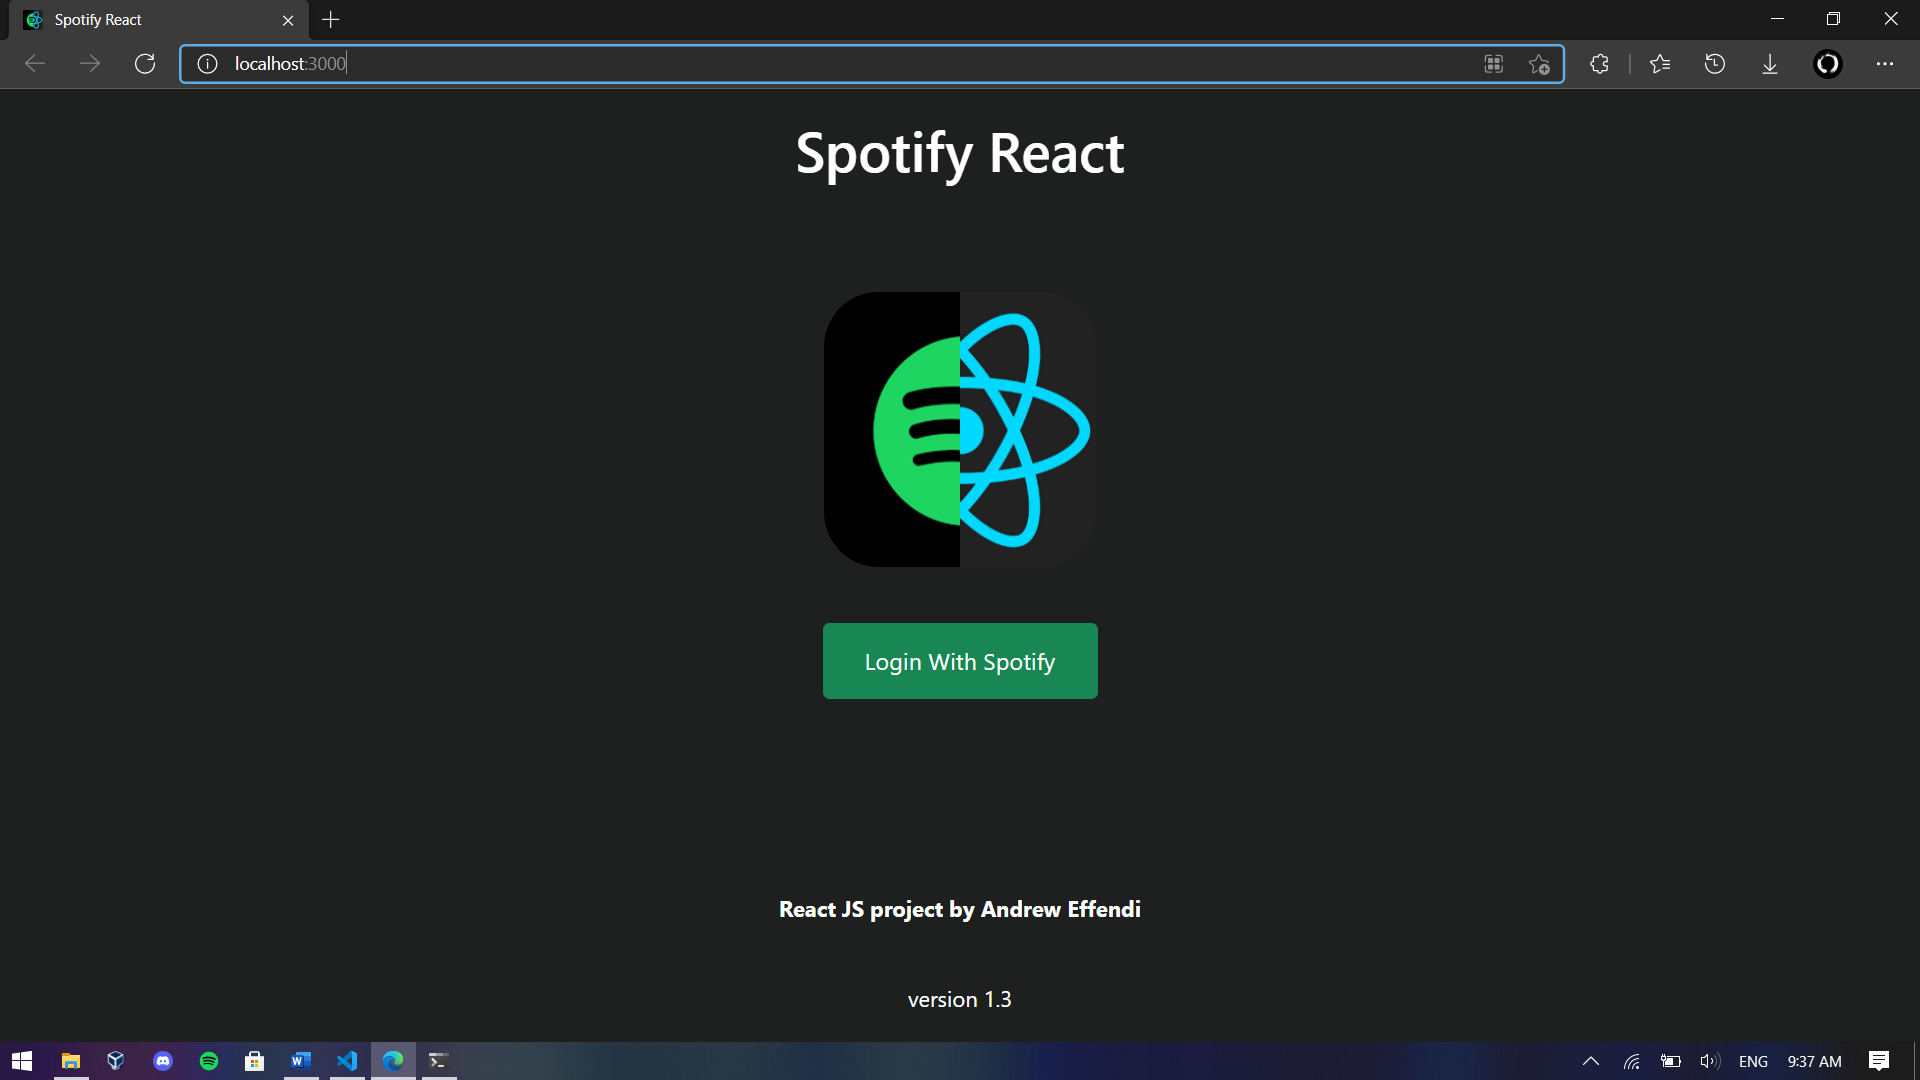 Spotify React
localhost:3000
Spotify React
Login With Spotify
React JS project by Andrew Effendi
version 1.3
ENG
9:37 AM